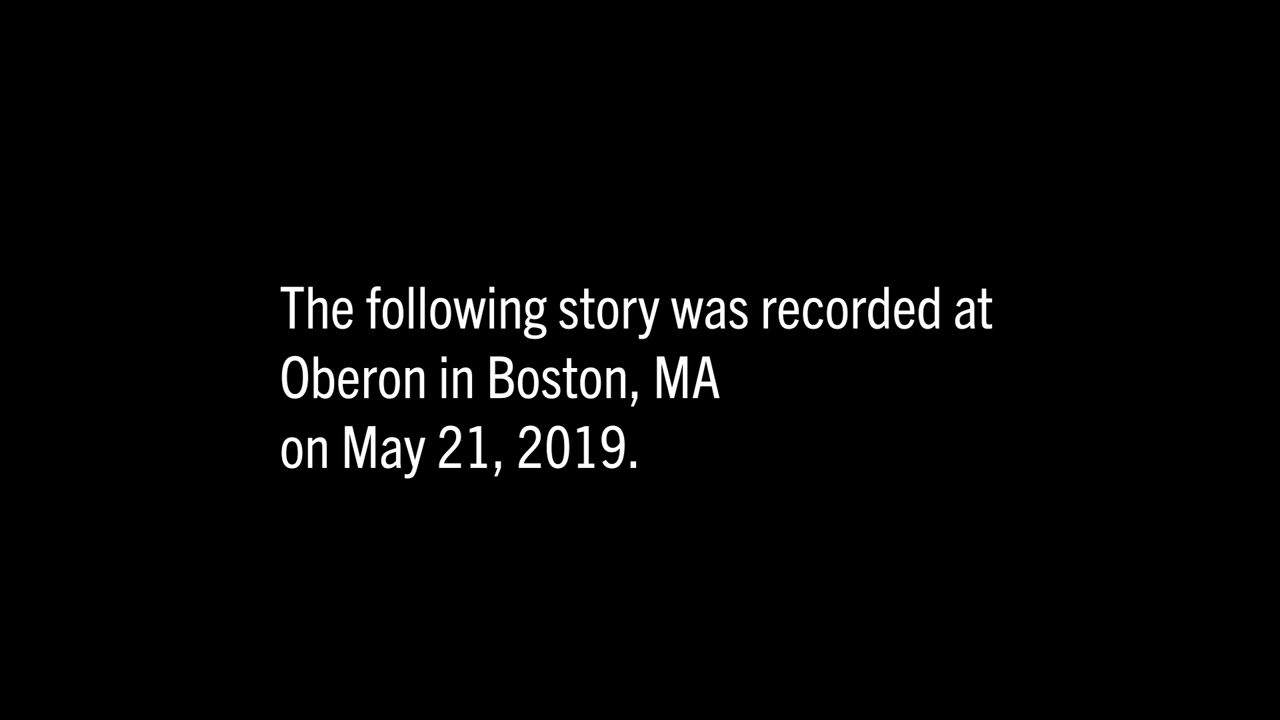 The following story was recorded at
Oberon in Boston, MA
on May 21, 2019.